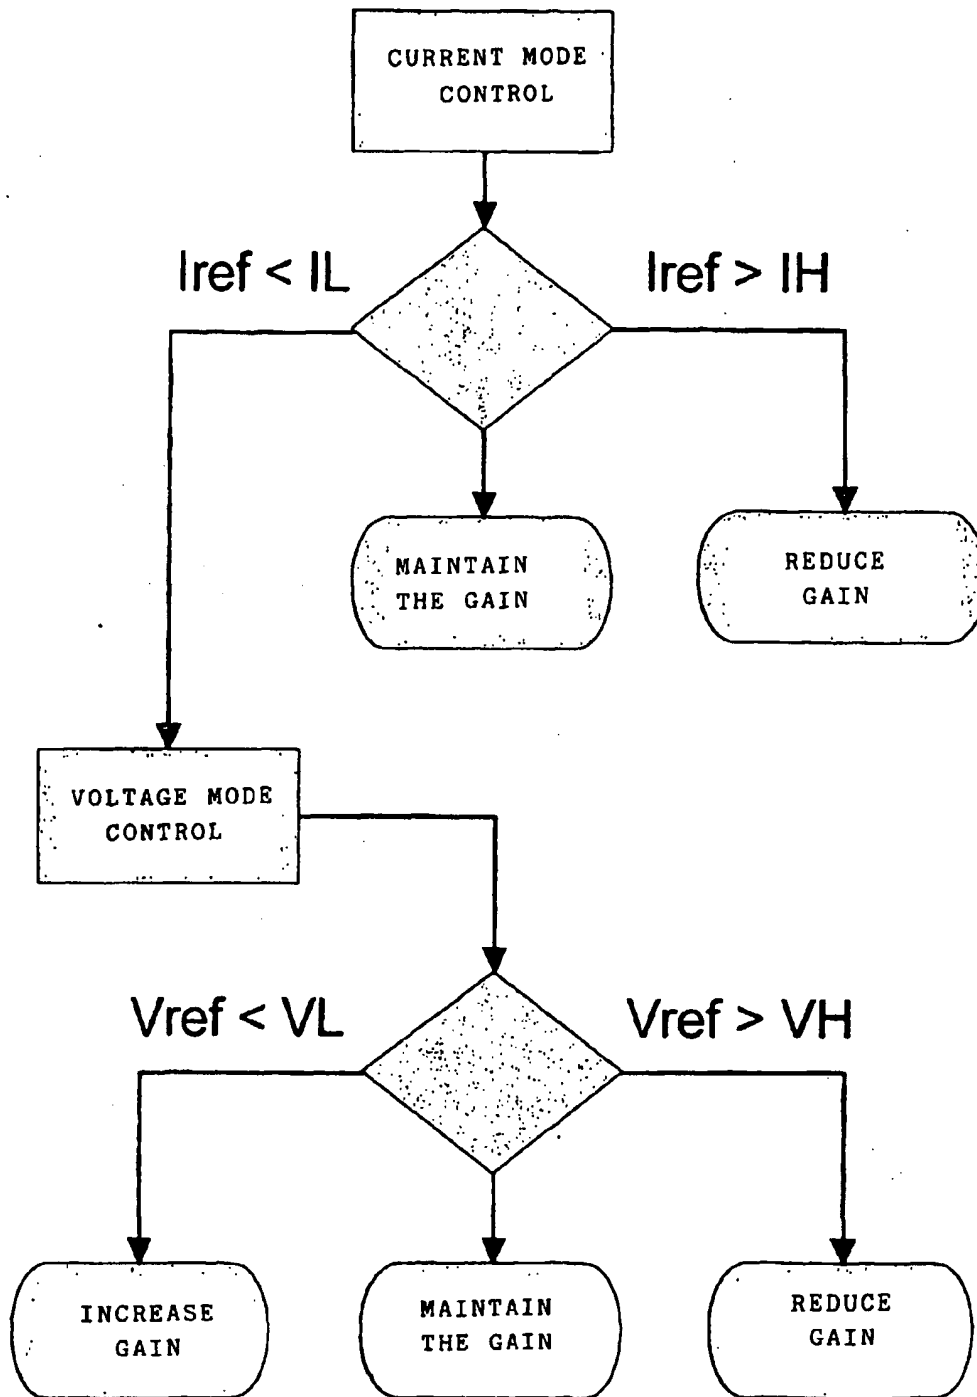 CURRENT MODE
CONTROL
Iref < IL
Iref > IH
MAINTAIN
THE GAIN
REDUCE
GAIN
VOLTAGE MODE
CONTROL
Vref < VL
Vref > VH
INCREASE
GAIN
MAINTAIN
THE GAIN
REDUCE
GAIN